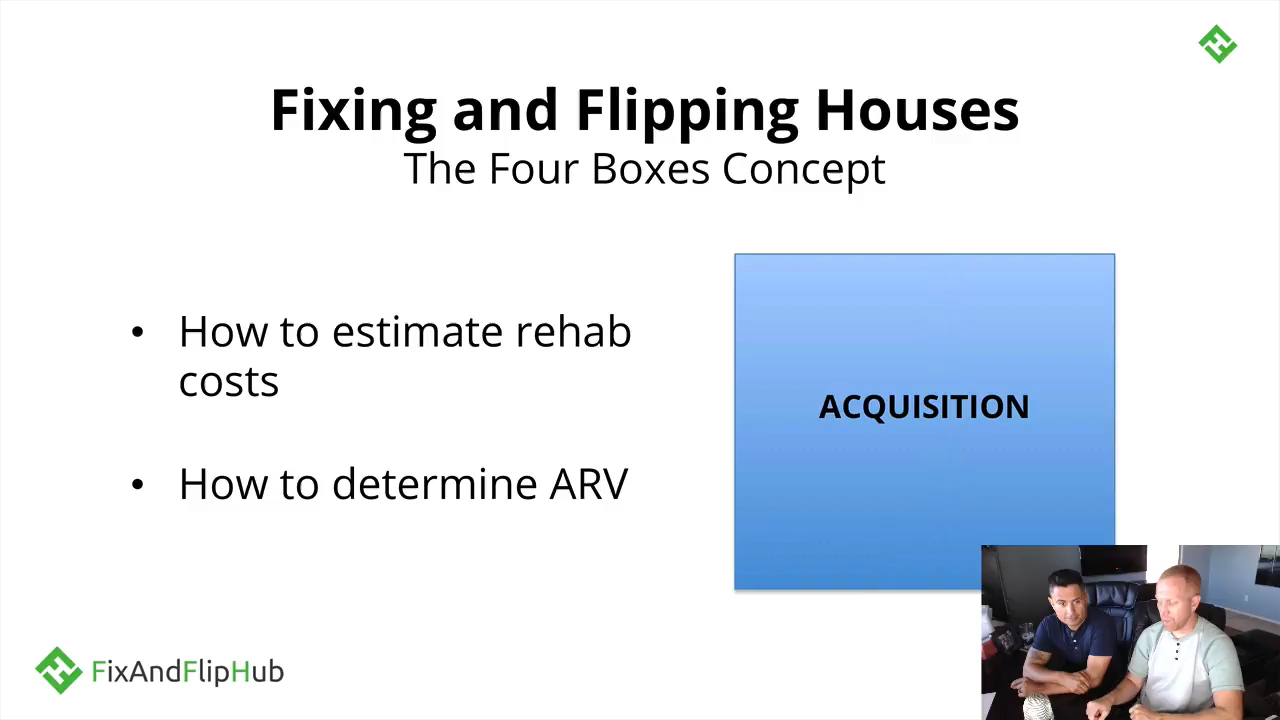 Fixing and Flipping Houses
The Four Boxes Concept
• How to estimate rehab
costs
• How to determine ARV
ACQUISITION
FixAndFlipHub